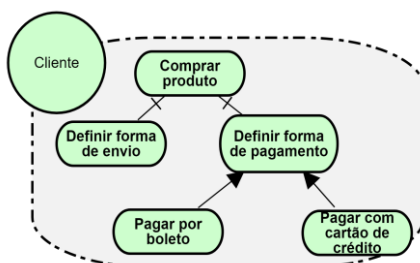 Cliente
Comprar
produto
Definir forma
de envio
Definir forma
de pagamento
Pagar por
boleto
Pagar com
cartão de
crédito